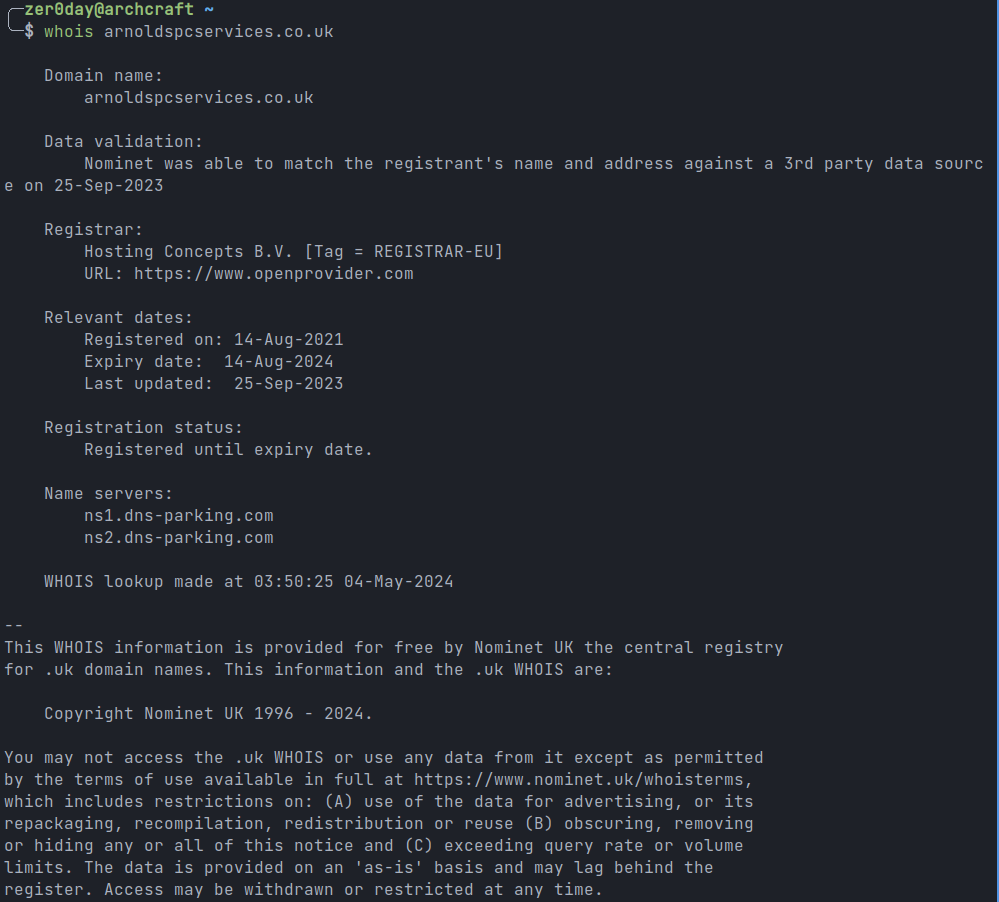 zer0day@archcraft ~
$ whois arnoldspcservices.co.uk
Domain name:
arnoldspcservices.co.uk
Data validation:
Nominet was able to match the registrant's name and address against a 3rd party data sourc
e on 25-Sep-2023
Registrar:
Hosting Concepts B.V. [Tag = REGISTRAR-EU]
URL: https://www.openprovider.com
Relevant dates:
Registered on: 14-Aug-2021
Expiry date:  14-Aug-2024
Last updated:  25-Sep-2023
Registration status:
Registered until expiry date.
Name servers:
ns1.dns-parking.com
ns2.dns-parking.com
WHOIS lookup made at 03:50:25 04-May-2024
--
This WHOIS information is provided for free by Nominet UK the central registry
for .uk domain names. This information and the .uk WHOIS are:
Copyright Nominet UK 1996 - 2024.
You may not access the .uk WHOIS or use any data from it except as permitted
by the terms of use available in full at https://www.nominet.uk/whoisterms,
which includes restrictions on: (A) use of the data for advertising, or its
repackaging, recompilation, redistribution or reuse (B) obscuring, removing
or hiding any or all of this notice and (C) exceeding query rate or volume
limits. The data is provided on an 'as-is' basis and may lag behind the
register. Access may be withdrawn or restricted at any time.